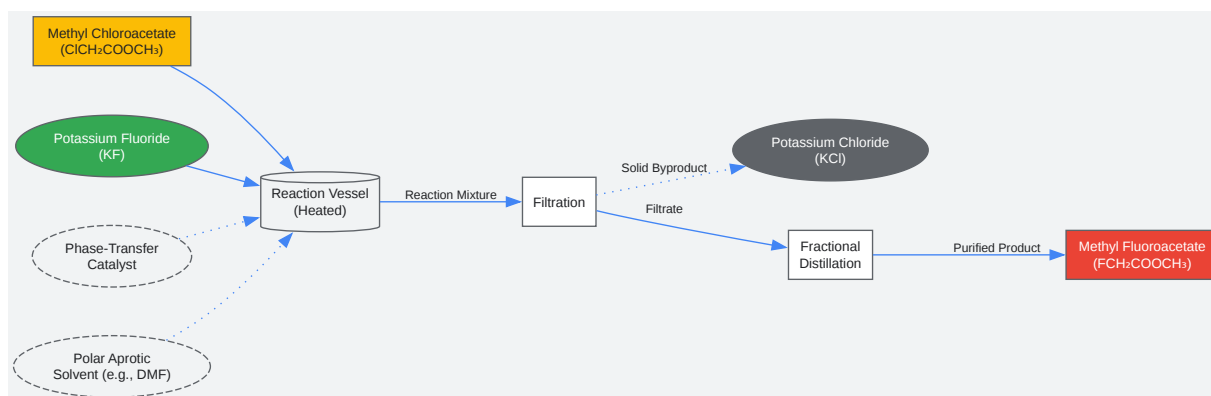 Methyl Chloroacetate
(ClCH₂COOCH₃)
Potassium Fluoride
(KF)
Phase-Transfer
Catalyst
Polar Aprotic
Solvent (e.g., DMF)
Reaction Vessel
(Heated)
Reaction Mixture
Filtration
Solid Byproduct
Potassium Chloride
(KCl)
Filtrate
Fractional
Distillation
Purified Product
Methyl Fluoroacetate
(FCH₂COOCH₃)